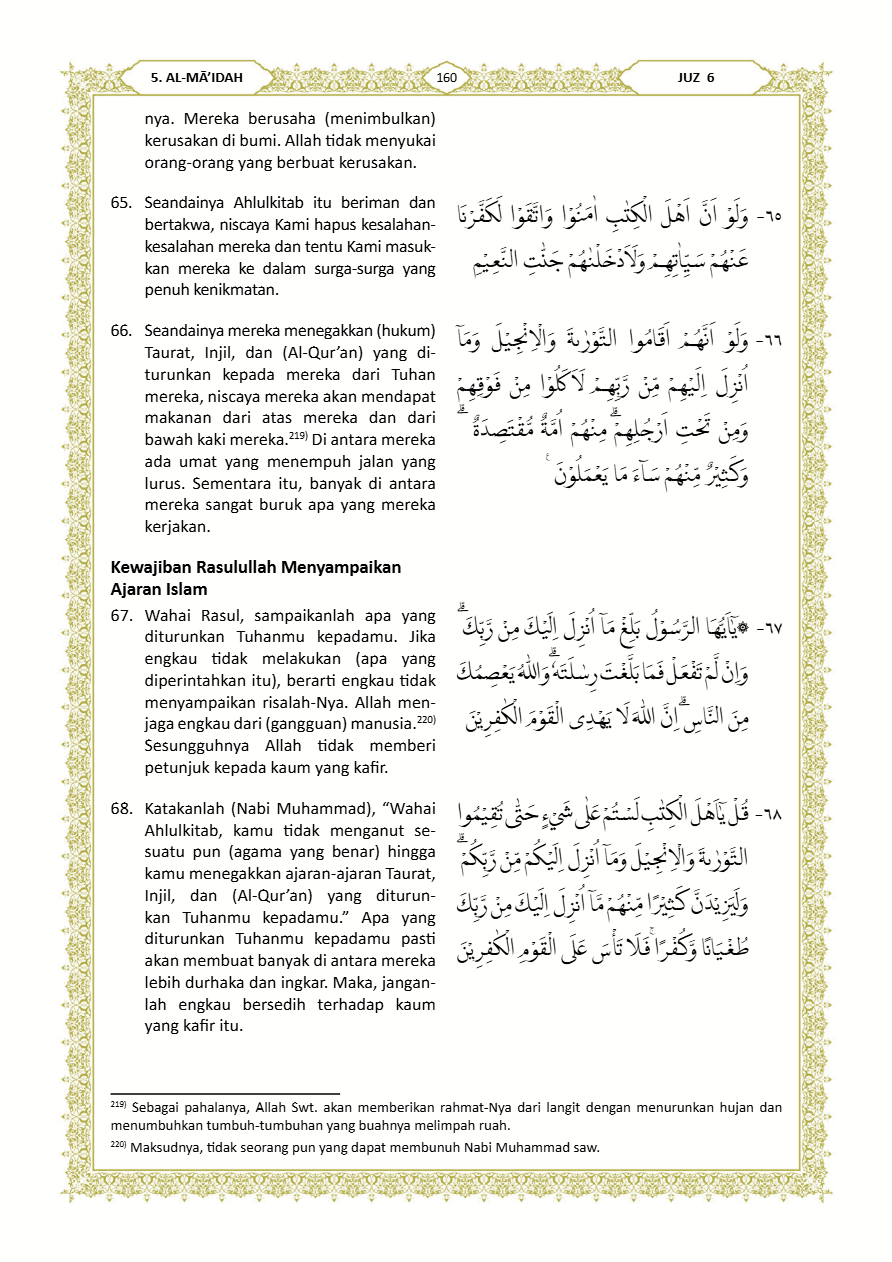 5. AL-MĀ’IDAH
160
JUZ 6
nya. Mereka berusaha (menimbulkan)
kerusakan di bumi. Allah tidak menyukai
orang-orang yang berbuat kerusakan.
65. Seandainya Ahlulkitab itu beriman dan
bertakwa, niscaya Kami hapus kesalahan-
kesalahan mereka dan tentu Kami masuk-
kan mereka ke dalam surga-surga yang
penuh kenikmatan.
٦٥- وَلَوْ اَنَّ اَهْلَ الْكِتٰبِ اٰمَنُوْا وَاتَّقَوْا لَكَفَّرْنَا
عَنْهُمْ سَيِّاٰتِهِمْ وَلَاَدْخَلْنٰهُمْ جَنّٰتِ النَّعِيْمِ
66. Seandainya mereka menegakkan (hukum)
Taurat, Injil, dan (Al-Qur’an) yang di-
turunkan kepada mereka dari Tuhan
mereka, niscaya mereka akan mendapat
makanan dari atas mereka dan dari
bawah kaki mereka.²¹⁹⁾ Di antara mereka
ada umat yang menempuh jalan yang
lurus. Sementara itu, banyak di antara
mereka sangat buruk apa yang mereka
kerjakan.
٦٦- وَلَوْ اَنَّهُمْ اَقَامُوا التَّوْرٰىةَ وَالْاِنْجِيْلَ وَمَآ
اُنْزِلَ اِلَيْهِمْ مِّنْ رَّبِّهِمْ لَاَكَلُوْا مِنْ فَوْقِهِمْ
وَمِنْ تَحْتِ اَرْجُلِهِمْۗ مِنْهُمْ اُمَّةٌ مُّقْتَصِدَةٌ ۗ
وَكَثِيْرٌ مِّنْهُمْ سَاۤءَ مَا يَعْمَلُوْنَ ࣖ
Kewajiban Rasulullah Menyampaikan
Ajaran Islam
67. Wahai Rasul, sampaikanlah apa yang
diturunkan Tuhanmu kepadamu. Jika
engkau tidak melakukan (apa yang
diperintahkan itu), berarti engkau tidak
menyampaikan risalah-Nya. Allah men-
jaga engkau dari (gangguan) manusia.²²⁰⁾
Sesungguhnya Allah tidak memberi
petunjuk kepada kaum yang kafir.
٦٧- ۞ يٰٓاَيُّهَا الرَّسُوْلُ بَلِّغْ مَآ اُنْزِلَ اِلَيْكَ مِنْ رَّبِّكَ ۗ
وَاِنْ لَّمْ تَفْعَلْ فَمَا بَلَّغْتَ رِسٰلَتَهٗ ۗوَاللّٰهُ يَعْصِمُكَ
مِنَ النَّاسِۗ اِنَّ اللّٰهَ لَا يَهْدِى الْقَوْمَ الْكٰفِرِيْنَ
68. Katakanlah (Nabi Muhammad), “Wahai
Ahlulkitab, kamu tidak menganut se-
suatu pun (agama yang benar) hingga
kamu menegakkan ajaran-ajaran Taurat,
Injil, dan (Al-Qur’an) yang diturun-
kan Tuhanmu kepadamu.” Apa yang
diturunkan Tuhanmu kepadamu pasti
akan membuat banyak di antara mereka
lebih durhaka dan ingkar. Maka, jangan-
lah engkau bersedih terhadap kaum
yang kafir itu.
٦٨- قُلْ يٰٓاَهْلَ الْكِتٰبِ لَسْتُمْ عَلٰى شَيْءٍ حَتّٰى تُقِيْمُوا
التَّوْرٰىةَ وَالْاِنْجِيْلَ وَمَآ اُنْزِلَ اِلَيْكُمْ مِّنْ رَّبِّكُمْ ۗ
وَلَيَزِيْدَنَّ كَثِيْرًا مِّنْهُمْ مَّآ اُنْزِلَ اِلَيْكَ مِنْ رَّبِّكَ
طُغْيَانًا وَّكُفْرًاۚ فَلَا تَأْسَ عَلَى الْقَوْمِ الْكٰفِرِيْنَ
²¹⁹⁾ Sebagai pahalanya, Allah Swt. akan memberikan rahmat-Nya dari langit dengan menurunkan hujan dan
menumbuhkan tumbuh-tumbuhan yang buahnya melimpah ruah.
²²⁰⁾ Maksudnya, tidak seorang pun yang dapat membunuh Nabi Muhammad saw.